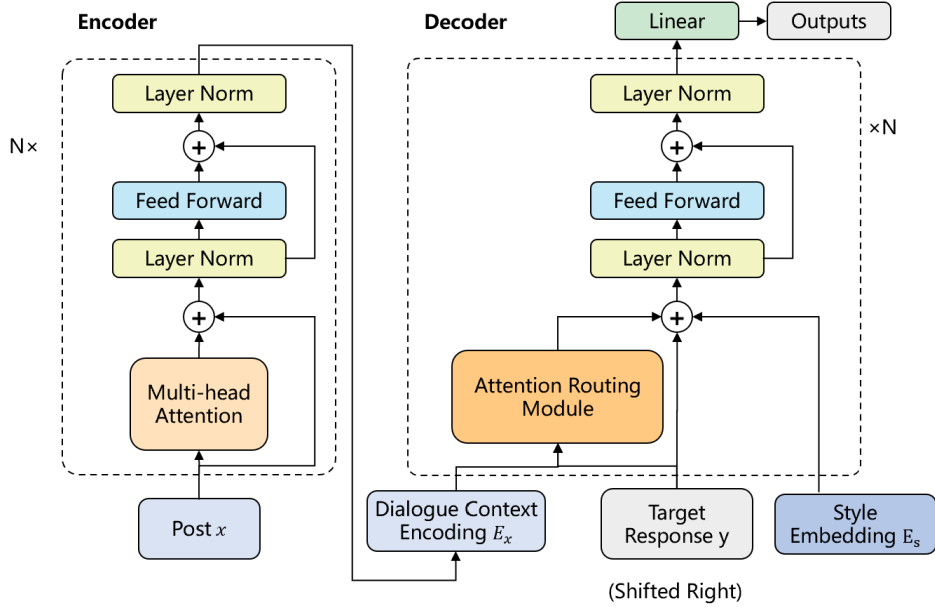 Encoder
Layer Norm
N×
Feed Forward
Layer Norm
Multi-head
Attention
Post x
Decoder
Linear
Outputs
Layer Norm
×N
Feed Forward
Layer Norm
Attention Routing
Module
Dialogue Context
Encoding Eₓ
Target
Response y
(Shifted Right)
Style
Embedding Eₛ